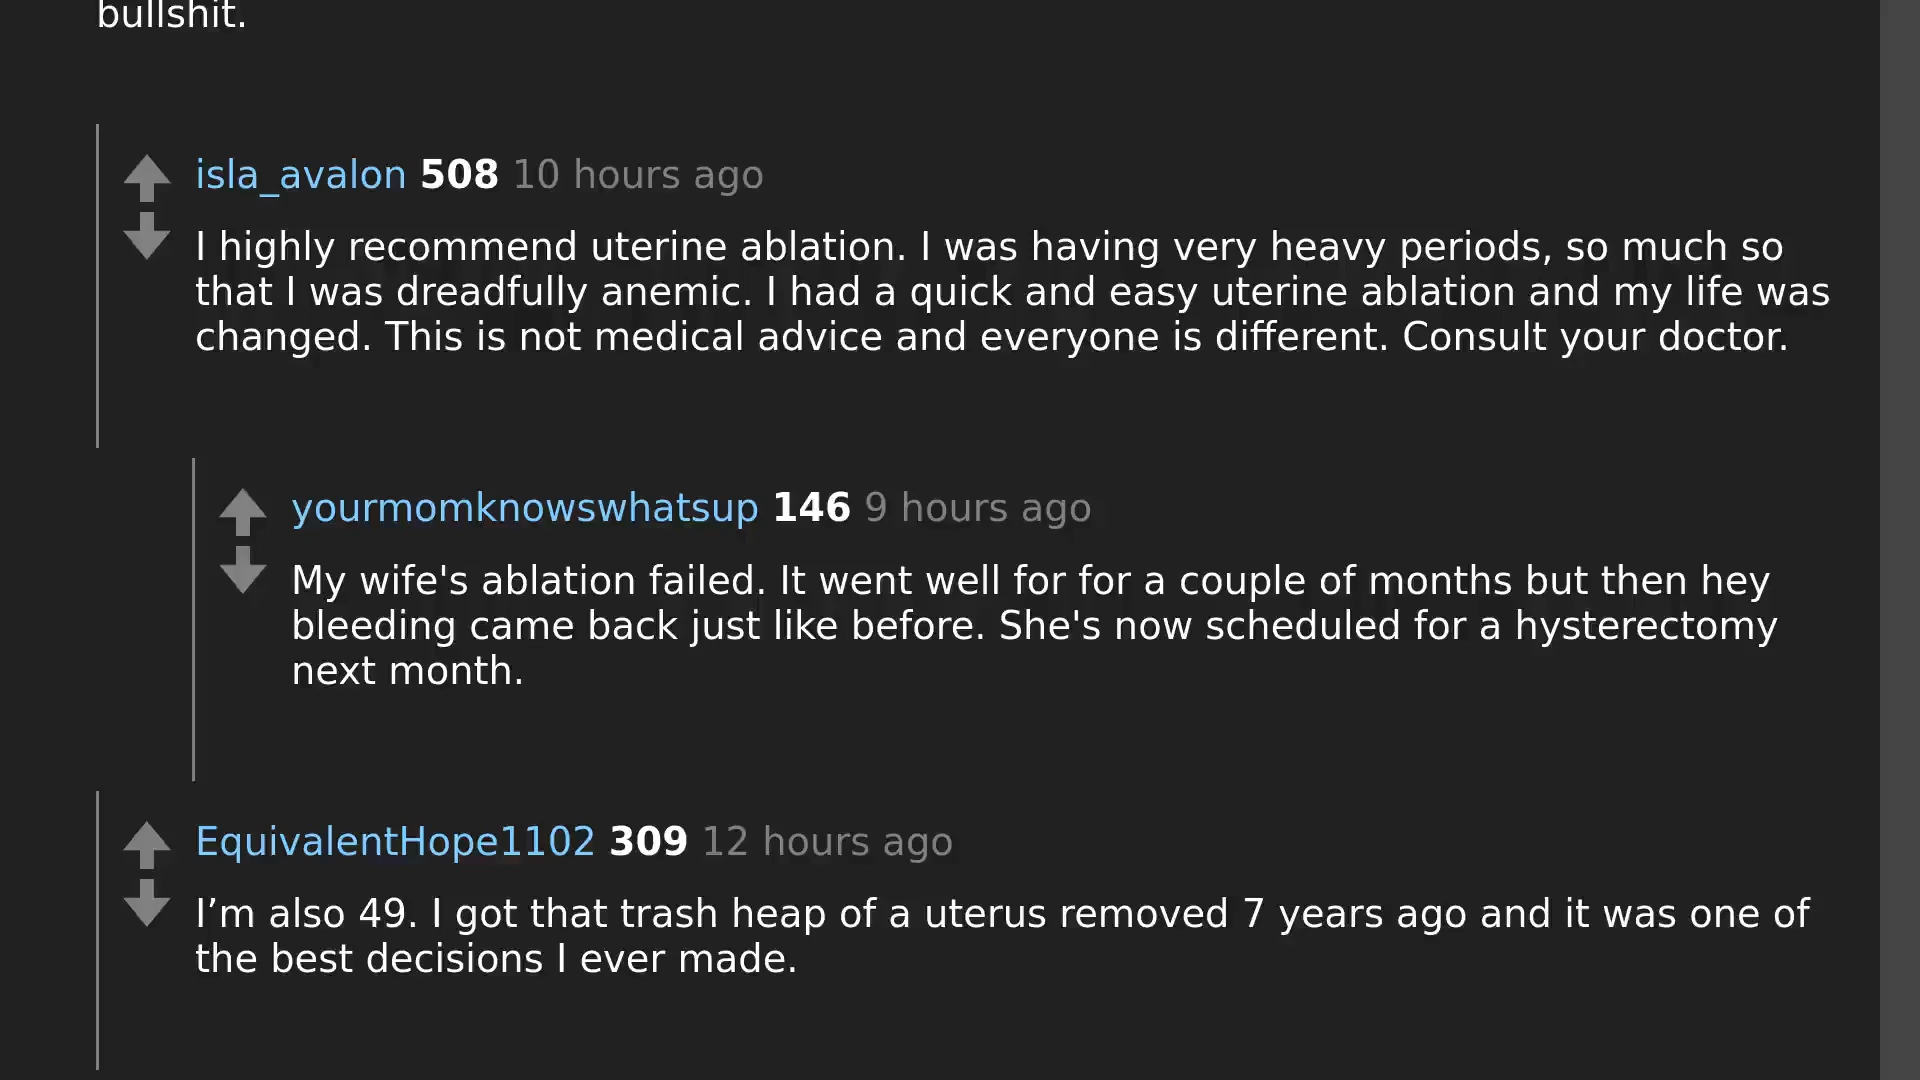 bullshit.
isla_avalon 508 10 hours ago
I highly recommend uterine ablation. I was having very heavy periods, so much so
that I was dreadfully anemic. I had a quick and easy uterine ablation and my life was
changed. This is not medical advice and everyone is different. Consult your doctor.
yourmomknowswhatsup 146 9 hours ago
My wife's ablation failed. It went well for for a couple of months but then hey
bleeding came back just like before. She's now scheduled for a hysterectomy
next month.
EquivalentHope1102 309 12 hours ago
I’m also 49. I got that trash heap of a uterus removed 7 years ago and it was one of
the best decisions I ever made.